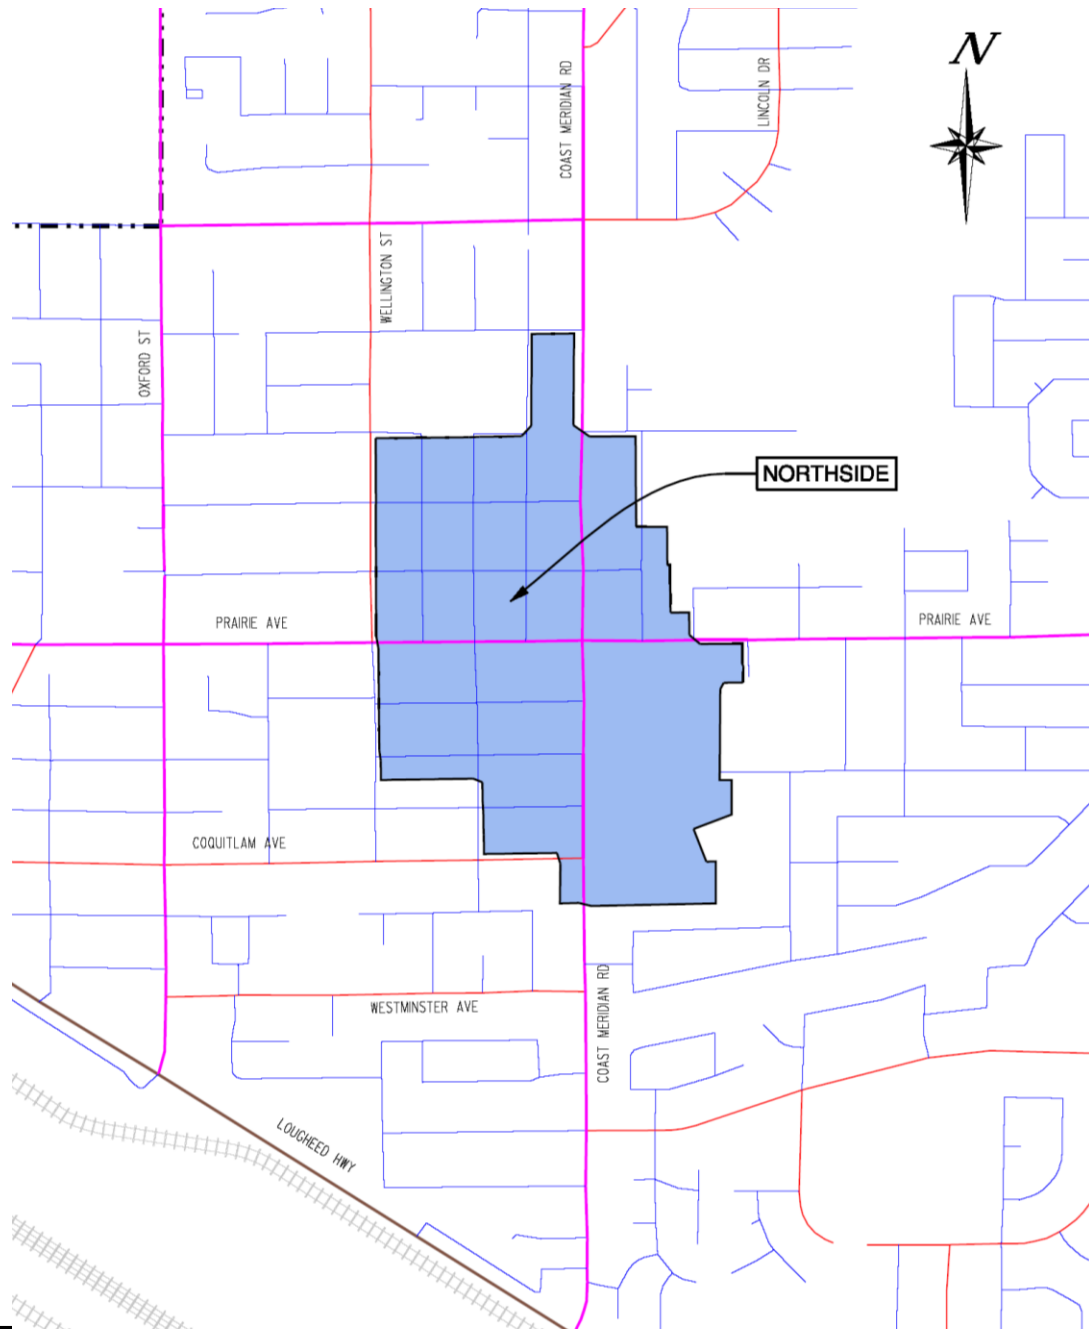 N
COAST MERIDIAN RD
LINCOLN DR
WELLINGTON ST
OXFORD ST
NORTHSIDE
PRAIRIE AVE
PRAIRIE AVE
COQUITLAM AVE
WESTMINSTER AVE
COAST MERIDIAN RD
LOUGHEED HWY